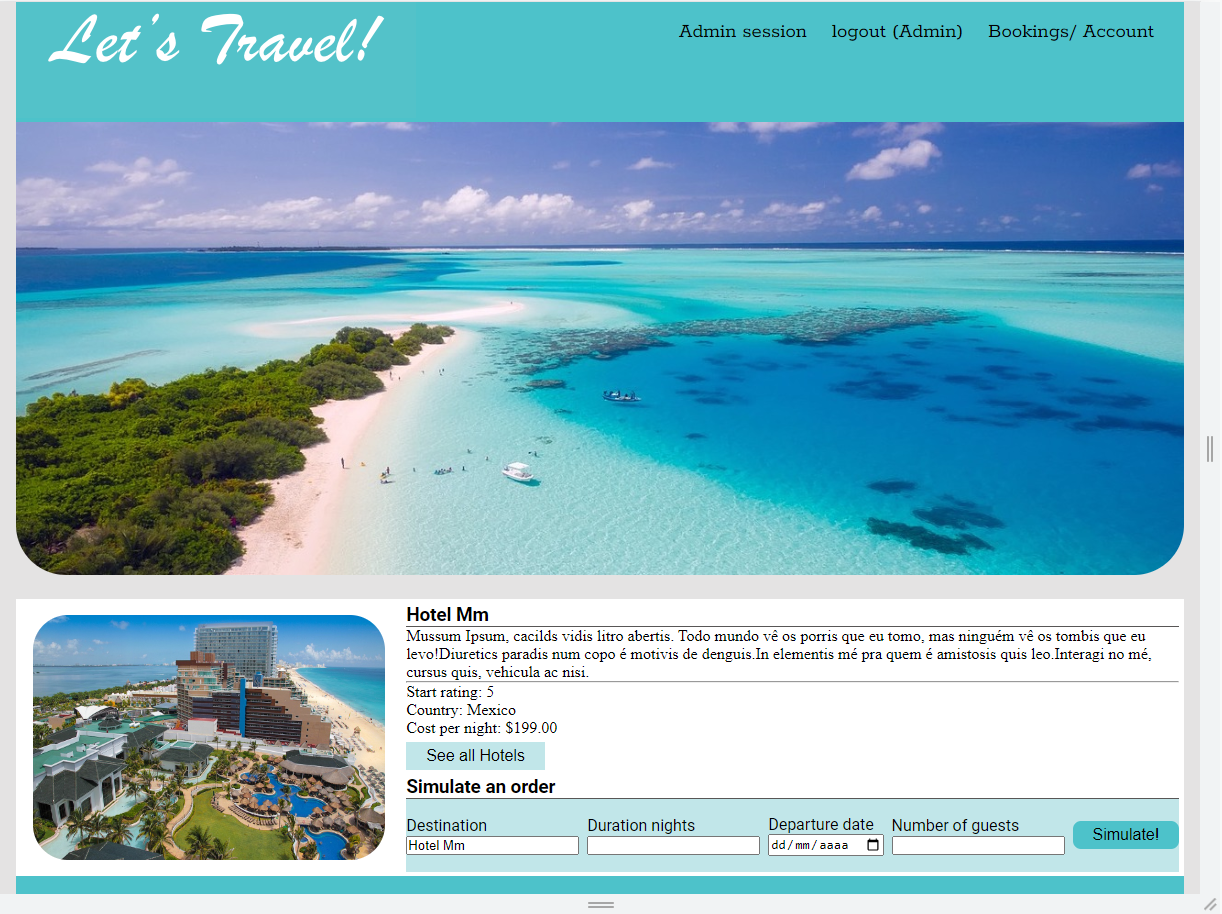 Let's Travel!
Admin session logout (Admin) Bookings/ Account
Hotel Mm
Mussum Ipsum, cacilds vidis litro abertis. Todo mundo vê os porris que eu tomo, mas ninguém vê os tombis que eu
levo!Diuretics paradis num copo é motivis de denguis.In elementis mé pra quem é amistosis quis leo.Interagi no mé,
cursus quis, vehicula ac nisi.
Start rating: 5
Country: Mexico
Cost per night: $199.00
See all Hotels
Simulate an order
Destination Duration nights Departure date Number of guests
Hotel Mm dd/mm/aaaa Simulate!